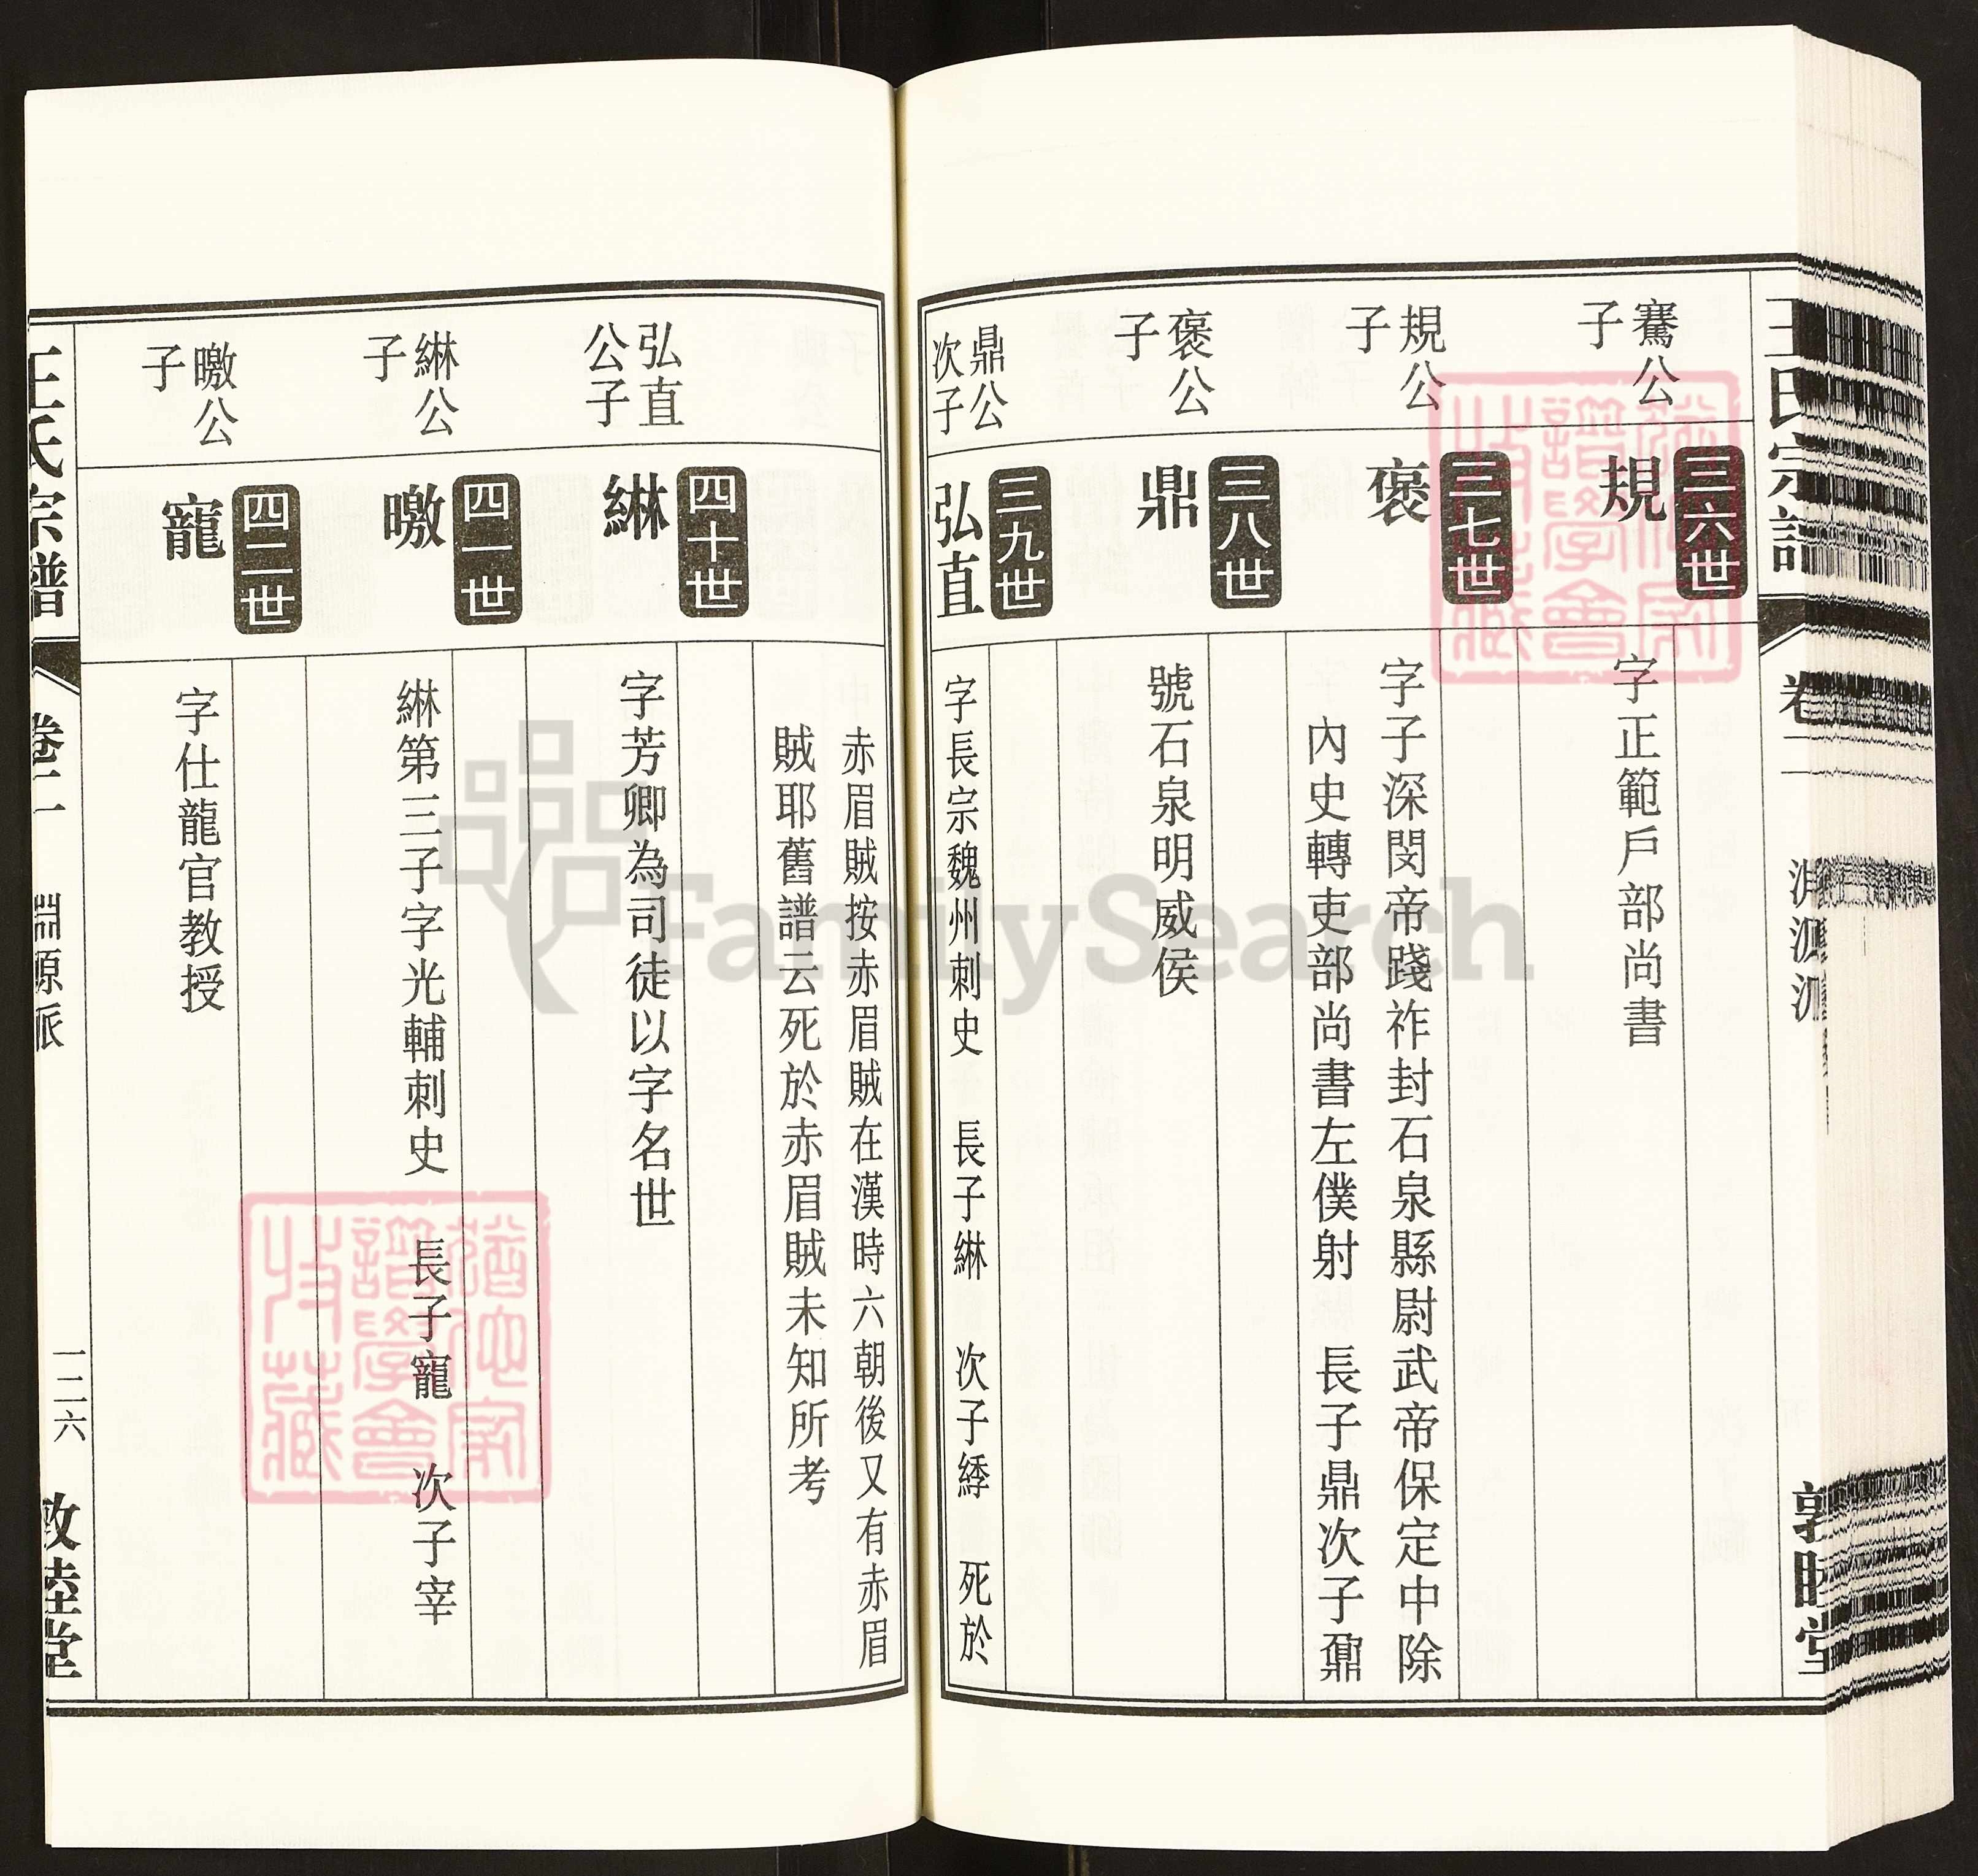 王氏宗譜
卷二
淵源派
敦睦堂
騫公
子
三六世
規
字正範戶部尚書
規公
子
三七世
褒
字子深閔帝踐祚封石泉縣尉武帝保定中除
內史轉吏部尚書左僕射　長子鼎次子鼐
褒公
子
三八世
鼎
號石泉明威侯
鼎公
次子
三九世
弘直
字長宗魏州刺史　長子綝　次子綘　死於
赤眉賊按赤眉賊在漢時六朝後又有赤眉
賊耶舊譜云死於赤眉賊未知所考
弘直
公子
四十世
綝
字芳卿為司徒以字名世
綝公
子
四一世
曒
綝第三子字光輔刺史　長子寵　次子宰
曒公
子
四二世
寵
字仕龍官教授
王氏宗譜
卷二
淵源派
一二六
敦睦堂
FamilySearch
譜學會
收藏